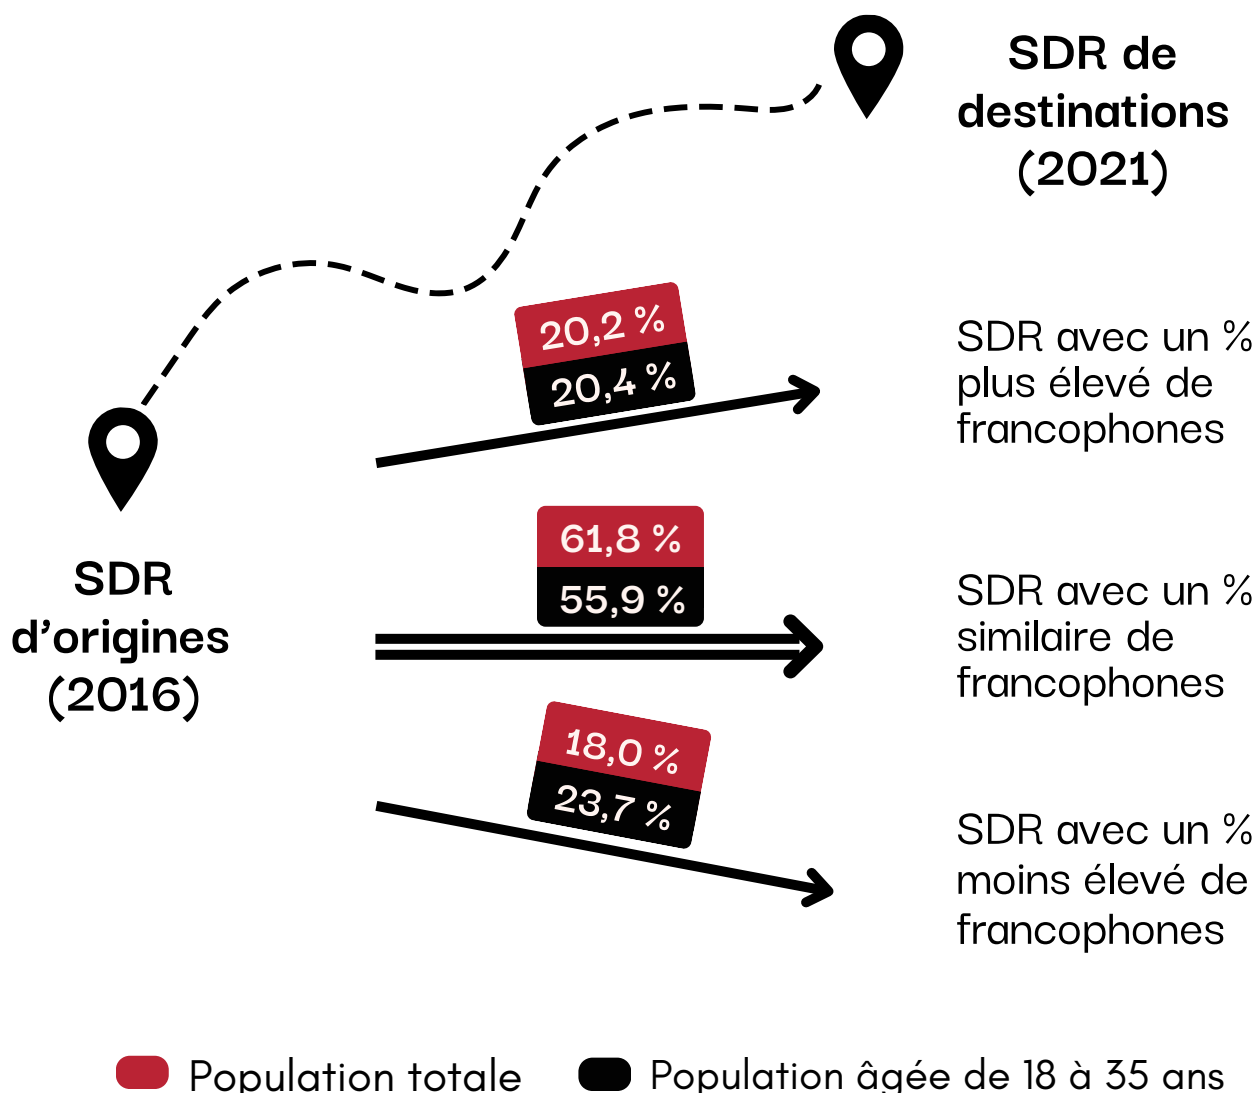 SDR de
destinations
(2021)
20,2 %
20,4 %
SDR avec un %
plus élevé de
francophones
SDR
d’origines
(2016)
61,8 %
55,9 %
SDR avec un %
similaire de
francophones
18,0 %
23,7 %
SDR avec un %
moins élevé de
francophones
Population totale
Population âgée de 18 à 35 ans